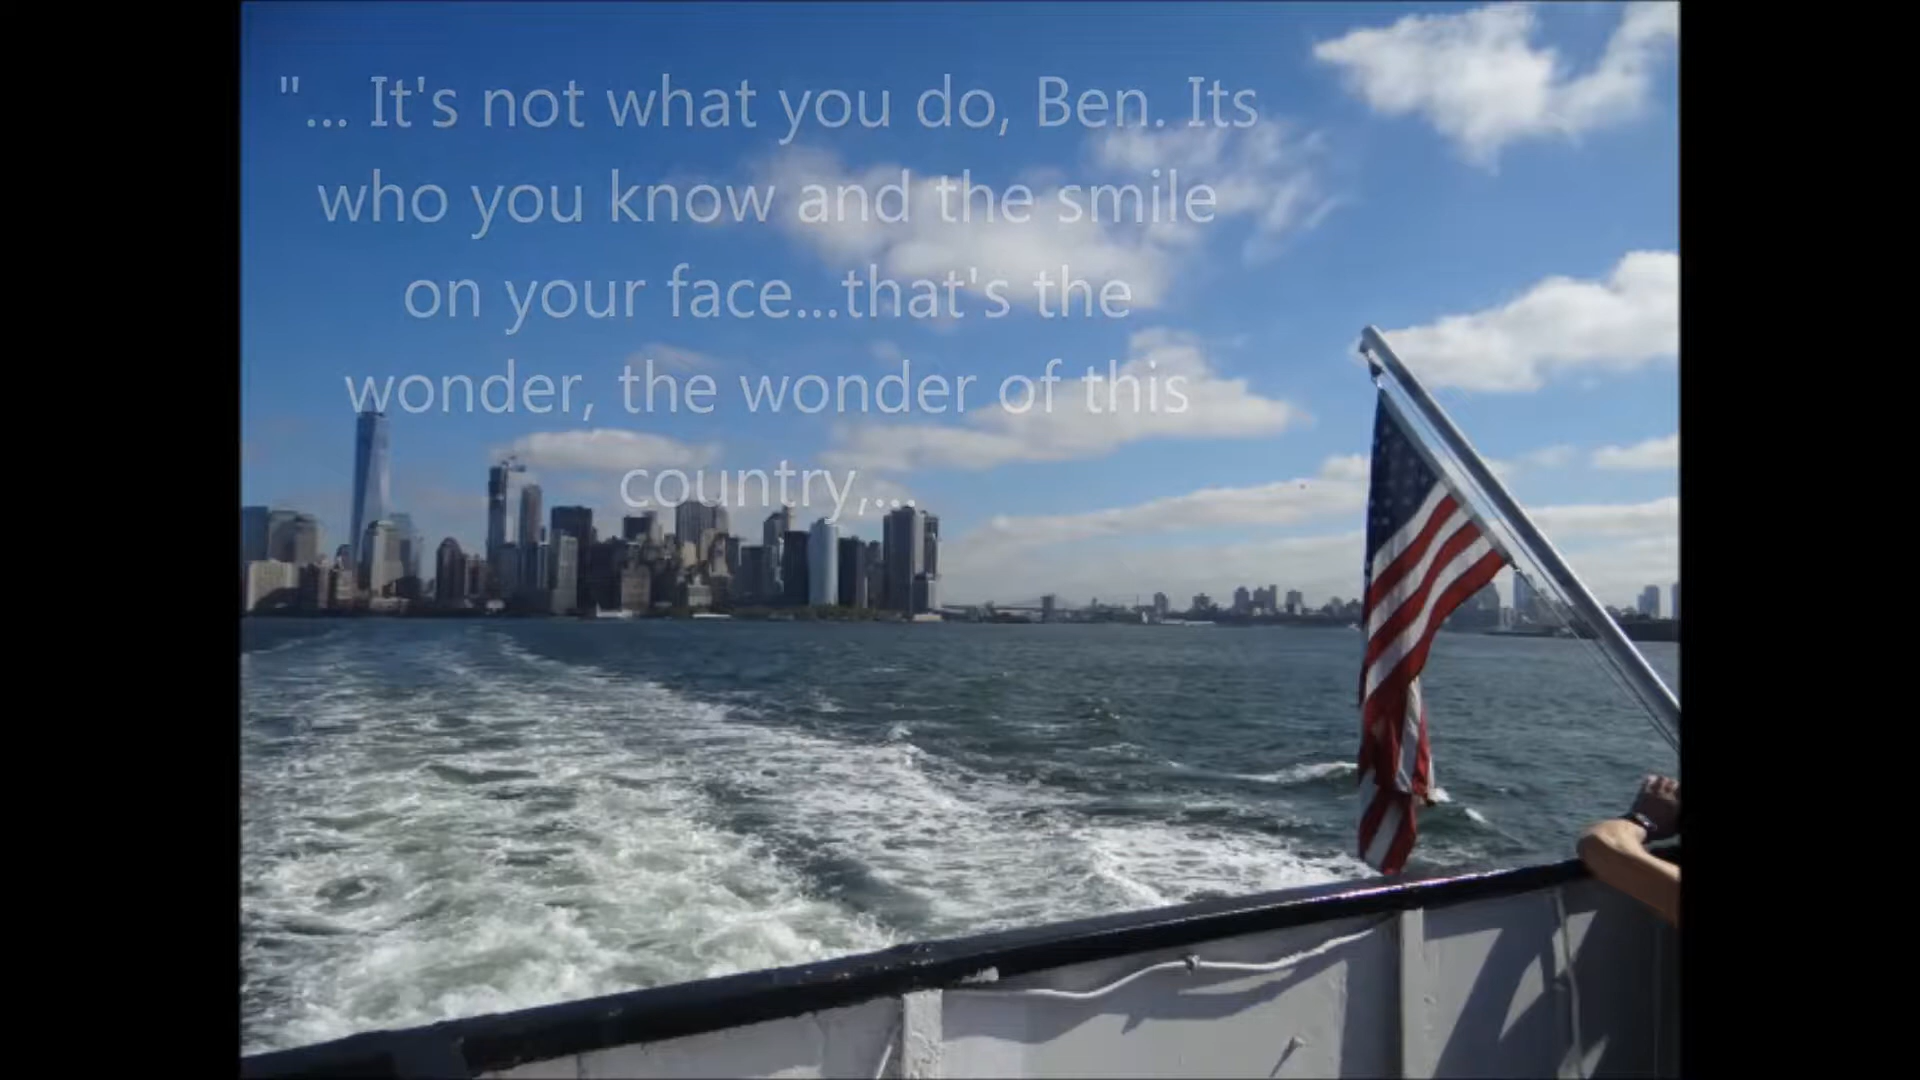 "... It's not what you do, Ben. Its
who you know and the smile
on your face...that's the
wonder, the wonder of this
country,...